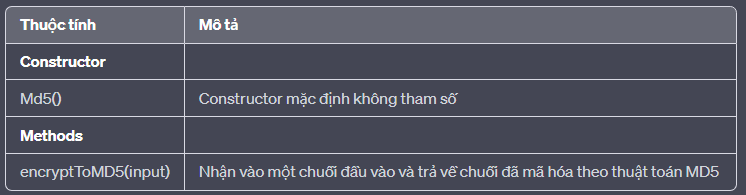 Thuộc tính Mô tả
Constructor
Md5() Constructor mặc định không tham số
Methods
encryptToMD5(input) Nhận vào một chuỗi đầu vào và trả về chuỗi đã mã hóa theo thuật toán MD5